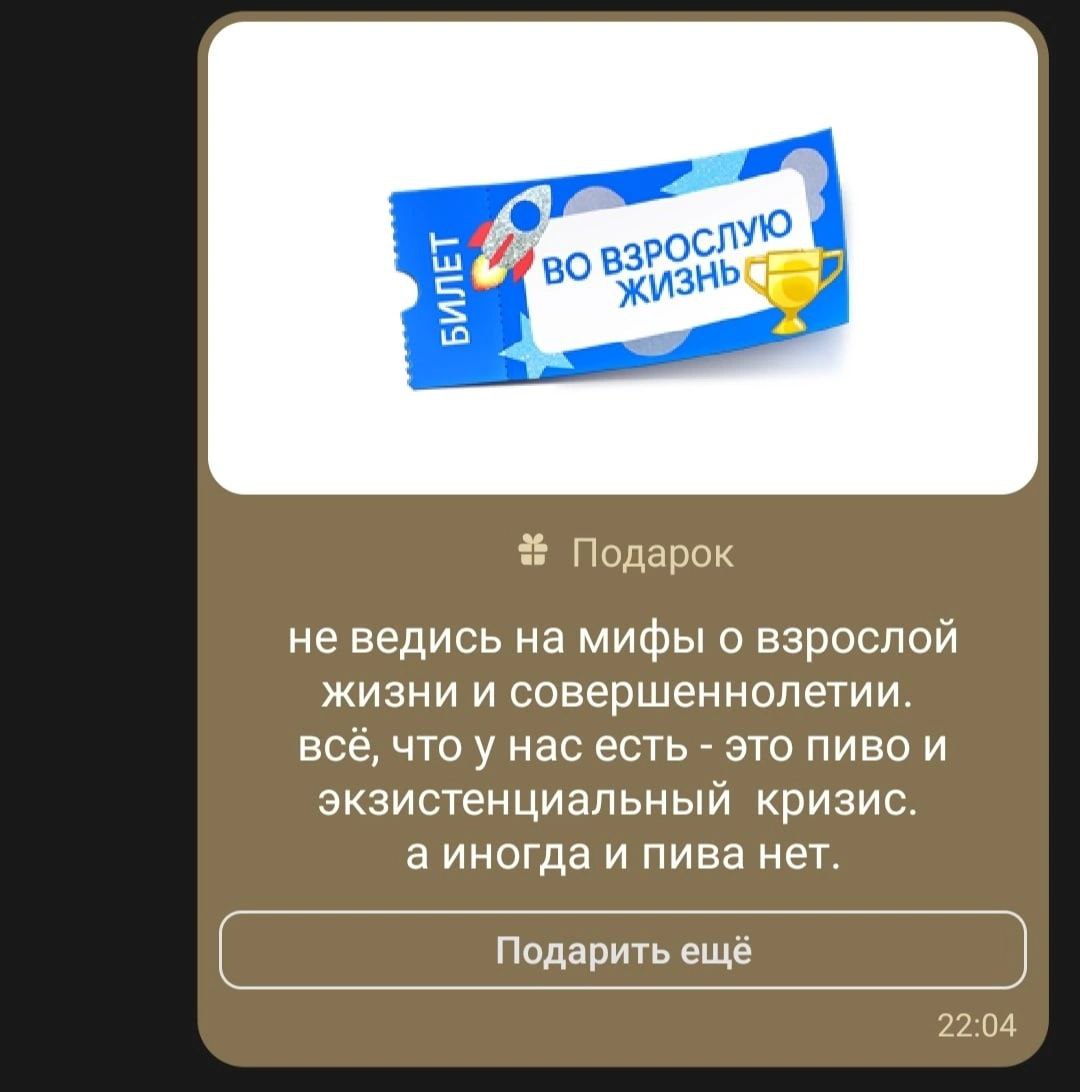 БИЛЕТ
ВО ВЗРОСЛУЮ
ЖИЗНЬ
Подарок
не ведись на мифы о взрослой
жизни и совершеннолетии.
всё, что у нас есть - это пиво и
экзистенциальный  кризис.
а иногда и пива нет.
Подарить ещё
22:04